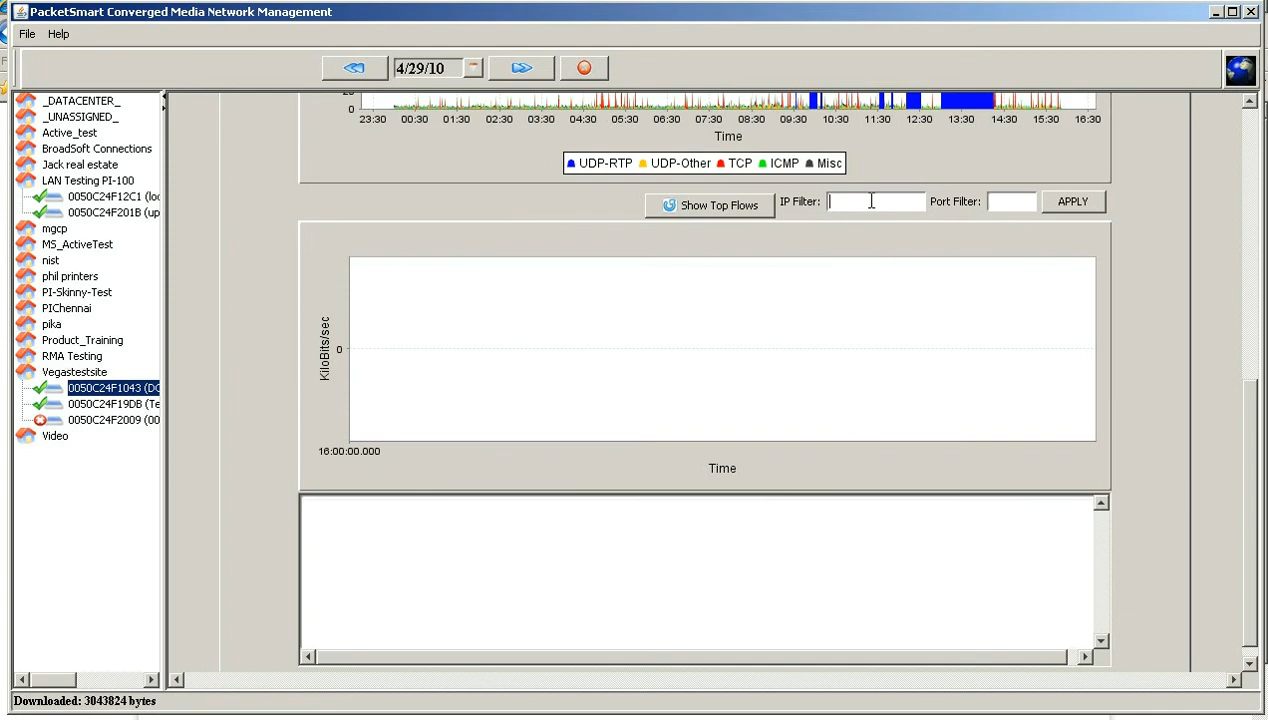 PacketSmart Converged Media Network Management
File Help
4/29/10
_DATACENTER_
_UNASSIGNED_
Active_test
BroadSoft Connections
Jack real estate
LAN Testing PI-100
0050C24F12C1 (loc
0050C24F201B (up
mgcp
MS_ActiveTest
nist
phil printers
PI-Skinny-Test
PIChennai
pika
Product_Training
RMA Testing
Vegastestsite
0050C24F1043 (DC
0050C24F19DB (Te
0050C24F2009 (00
Video
0
23:30 00:30 01:30 02:30 03:30 04:30 05:30 06:30 07:30 08:30 09:30 10:30 11:30 12:30 13:30 14:30 15:30 16:30
Time
UDP-RTP UDP-Other TCP ICMP Misc
Show Top Flows IP Filter: Port Filter: APPLY
KiloBits/sec
0
16:00:00.000
Time
Downloaded: 3043824 bytes